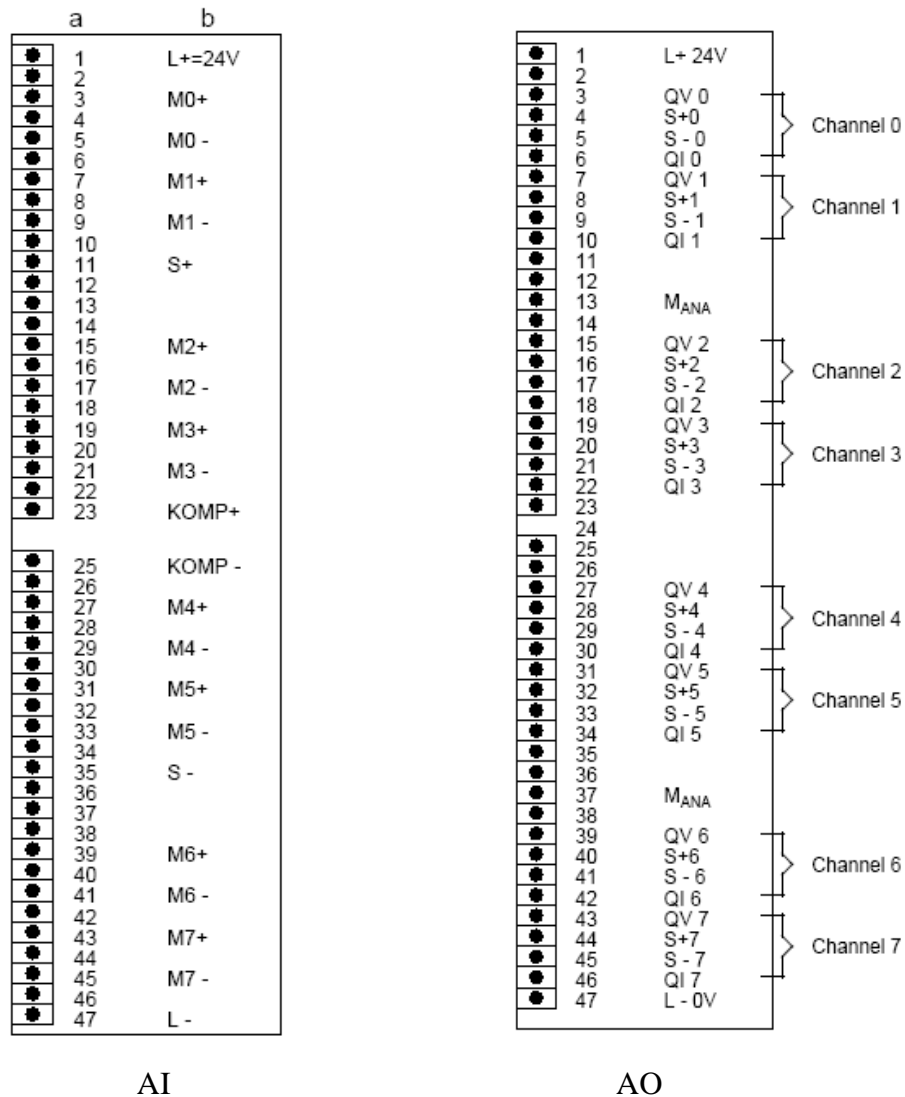 a b
1 L+=24V
2
3 M0+
4
5 M0 -
6
7 M1+
8
9 M1 -
10
11 S+
12
13
14
15 M2+
16
17 M2 -
18
19 M3+
20
21 M3 -
22
23 KOMP+
25 KOMP -
26
27 M4+
28
29 M4 -
30
31 M5+
32
33 M5 -
34
35 S -
36
37
38
39 M6+
40
41 M6 -
42
43 M7+
44
45 M7 -
46
47 L -
AI
1 L+ 24V
2
3 QV 0
4 S+0
5 S - 0
6 QI 0
Channel 0
7 QV 1
8 S+1
9 S - 1
10 QI 1
Channel 1
11
12
13 MANA
14
15 QV 2
16 S+2
17 S - 2
18 QI 2
Channel 2
19 QV 3
20 S+3
21 S - 3
22 QI 3
Channel 3
23
24
25
26
27 QV 4
28 S+4
29 S - 4
30 QI 4
Channel 4
31 QV 5
32 S+5
33 S - 5
34 QI 5
Channel 5
35
36
37 MANA
38
39 QV 6
40 S+6
41 S - 6
42 QI 6
Channel 6
43 QV 7
44 S+7
45 S - 7
46 QI 7
Channel 7
47 L - 0V
AO